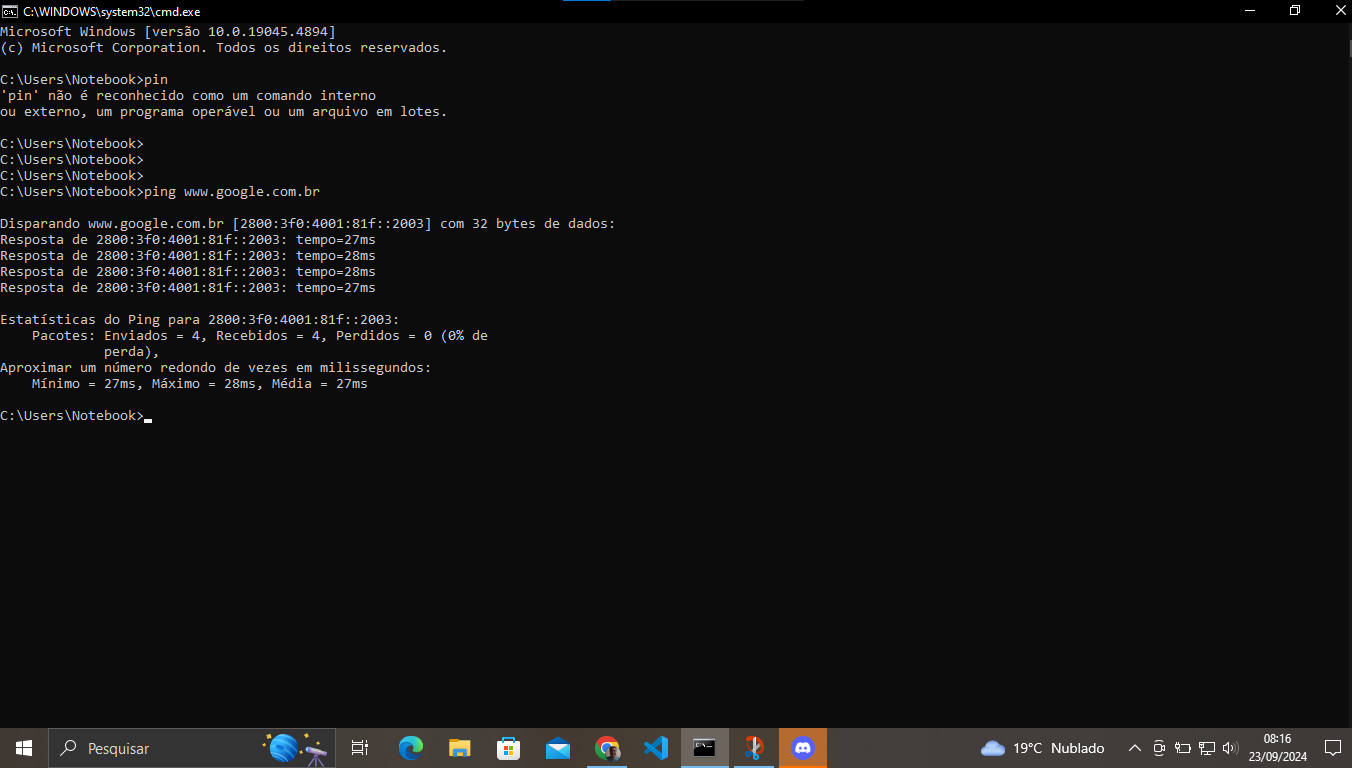 C:\WINDOWS\system32\cmd.exe
Microsoft Windows [versão 10.0.19045.4894]
(c) Microsoft Corporation. Todos os direitos reservados.
C:\Users\Notebook>pin
'pin' não é reconhecido como um comando interno
ou externo, um programa operável ou um arquivo em lotes.
C:\Users\Notebook>
C:\Users\Notebook>
C:\Users\Notebook>
C:\Users\Notebook>ping www.google.com.br
Disparando www.google.com.br [2800:3f0:4001:81f::2003] com 32 bytes de dados:
Resposta de 2800:3f0:4001:81f::2003: tempo=27ms
Resposta de 2800:3f0:4001:81f::2003: tempo=28ms
Resposta de 2800:3f0:4001:81f::2003: tempo=28ms
Resposta de 2800:3f0:4001:81f::2003: tempo=27ms
Estatísticas do Ping para 2800:3f0:4001:81f::2003:
    Pacotes: Enviados = 4, Recebidos = 4, Perdidos = 0 (0% de
             perda),
Aproximar um número redondo de vezes em milissegundos:
    Mínimo = 27ms, Máximo = 28ms, Média = 27ms
C:\Users\Notebook>
Pesquisar
19°C Nublado
08:16
23/09/2024